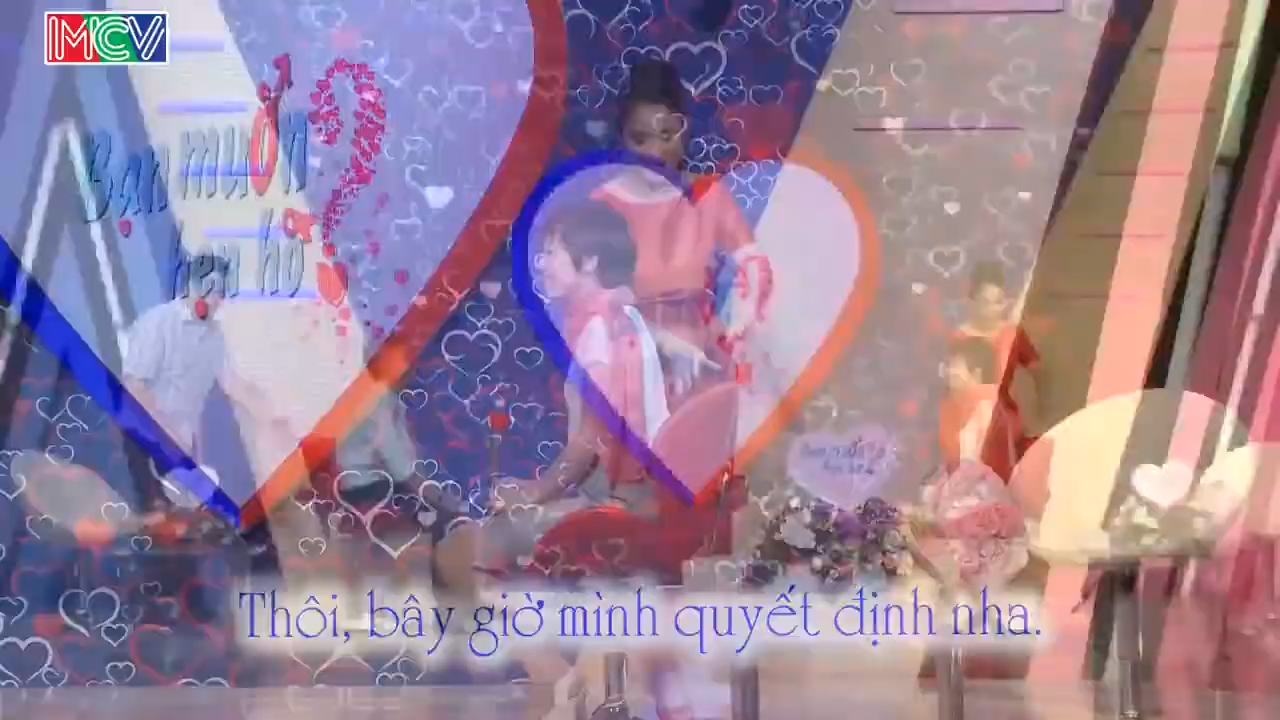 MCV
Bạn muốn
hẹn hò
Thôi, bây giờ mình quyết định nha.